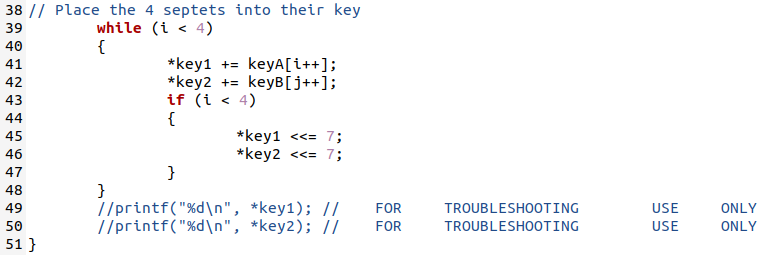 38 // Place the 4 septets into their key
39         while (i < 4)
40         {
41                 *key1 += keyA[i++];
42                 *key2 += keyB[j++];
43                 if (i < 4)
44                 {
45                         *key1 <<= 7;
46                         *key2 <<= 7;
47                 }
48         }
49         //printf("%d\n", *key1); //    FOR     TROUBLESHOOTING        USE     ONLY
50         //printf("%d\n", *key2); //    FOR     TROUBLESHOOTING        USE     ONLY
51 }